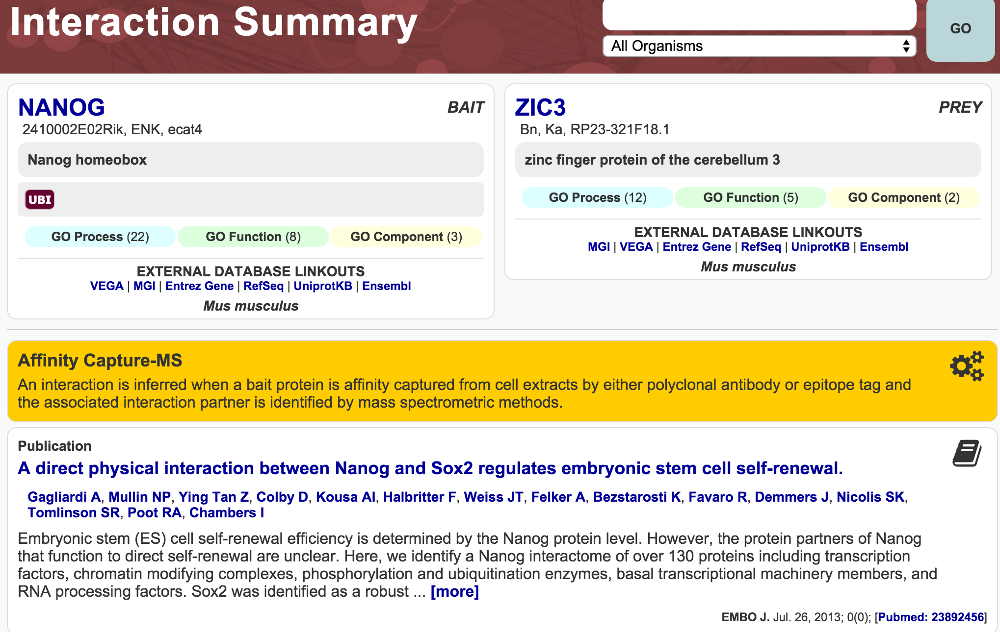 Interaction Summary
All Organisms
GO
NANOG BAIT
2410002E02Rik, ENK, ecat4
Nanog homeobox
UBI
GO Process (22) GO Function (8) GO Component (3)
EXTERNAL DATABASE LINKOUTS
VEGA | MGI | Entrez Gene | RefSeq | UniprotKB | Ensembl
Mus musculus
ZIC3 PREY
Bn, Ka, RP23-321F18.1
zinc finger protein of the cerebellum 3
GO Process (12) GO Function (5) GO Component (2)
EXTERNAL DATABASE LINKOUTS
MGI | VEGA | Entrez Gene | RefSeq | UniprotKB | Ensembl
Mus musculus
Affinity Capture-MS
An interaction is inferred when a bait protein is affinity captured from cell extracts by either polyclonal antibody or epitope tag and
the associated interaction partner is identified by mass spectrometric methods.
Publication
A direct physical interaction between Nanog and Sox2 regulates embryonic stem cell self-renewal.
Gagliardi A, Mullin NP, Ying Tan Z, Colby D, Kousa AI, Halbritter F, Weiss JT, Felker A, Bezstarosti K, Favaro R, Demmers J, Nicolis SK,
Tomlinson SR, Poot RA, Chambers I
Embryonic stem (ES) cell self-renewal efficiency is determined by the Nanog protein level. However, the protein partners of Nanog
that function to direct self-renewal are unclear. Here, we identify a Nanog interactome of over 130 proteins including transcription
factors, chromatin modifying complexes, phosphorylation and ubiquitination enzymes, basal transcriptional machinery members, and
RNA processing factors. Sox2 was identified as a robust ... [more]
EMBO J. Jul. 26, 2013; 0(0); [Pubmed: 23892456]